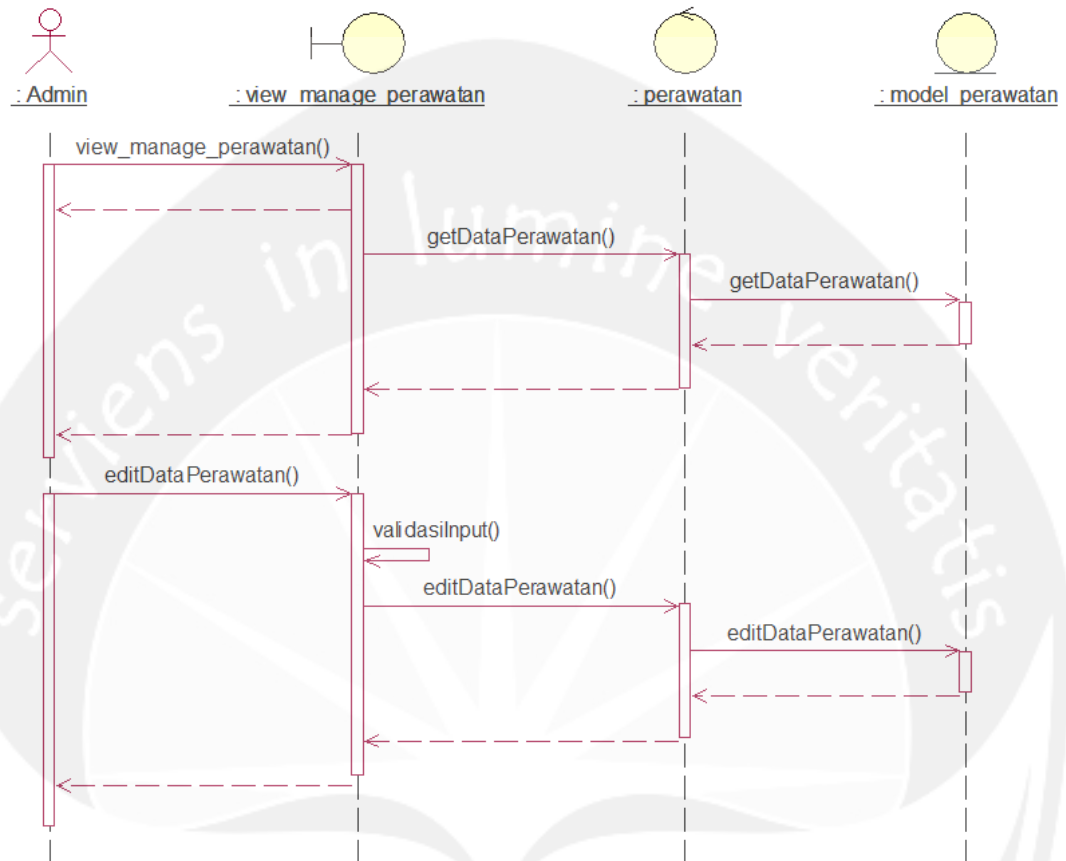 : Admin
: view_manage_perawatan
: perawatan
: model_perawatan
view_manage_perawatan()
getDataPerawatan()
getDataPerawatan()
editDataPerawatan()
validasiInput()
editDataPerawatan()
editDataPerawatan()
serviens in lumine veritatis